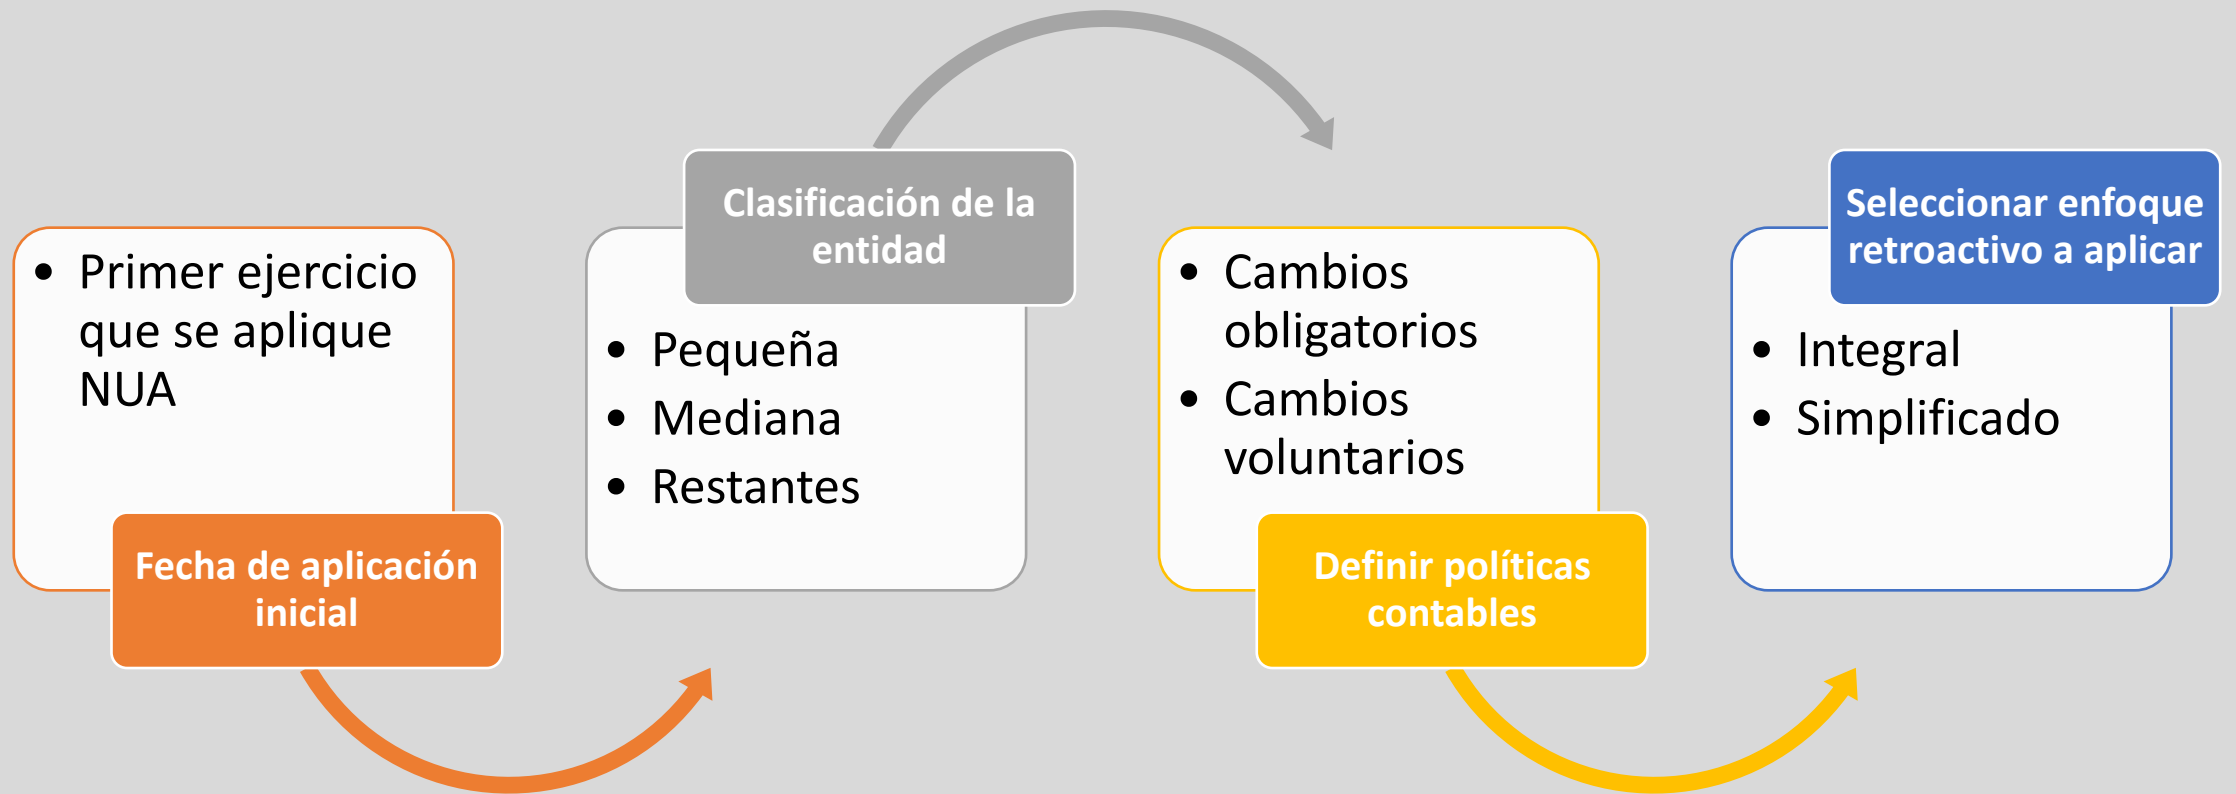 • Primer ejercicio
que se aplique
NUA
Fecha de aplicación
inicial
Clasificación de la
entidad
• Pequeña
• Mediana
• Restantes
• Cambios
obligatorios
• Cambios
voluntarios
Definir políticas
contables
Seleccionar enfoque
retroactivo a aplicar
• Integral
• Simplificado